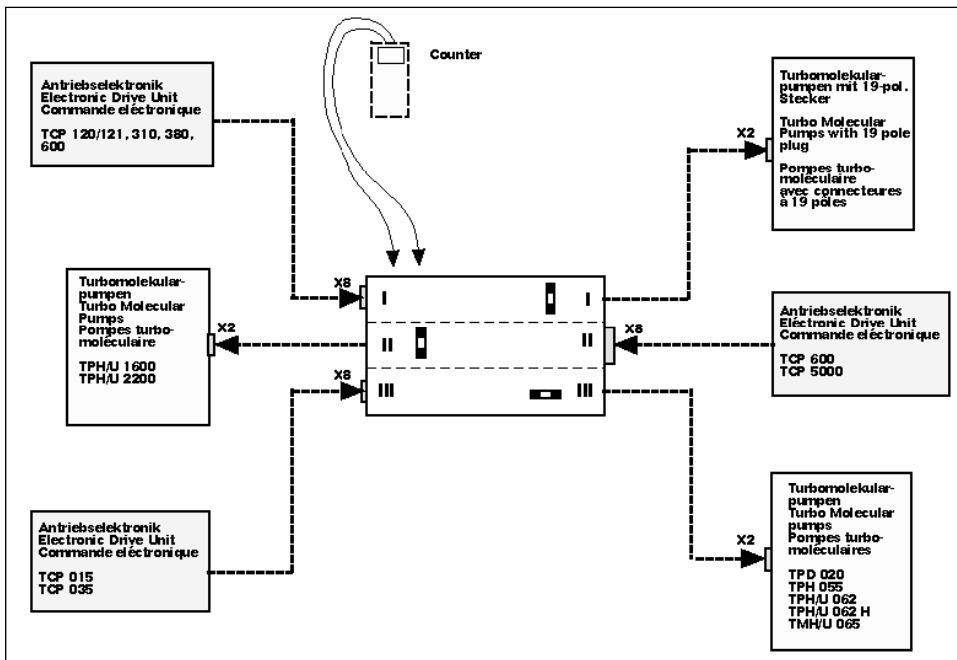 Counter
Antriebselektronik
Electronic Drive Unit
Commande eléctronique
TCP 120/121, 310, 380,
600
Turbomolekular-
pumpen mit 19-pol.
Stecker
Turbo Molecular
Pumps with 19 pole
plug
Pompes turbo-
moléculaire
avec connecteures
à 19 pôles
X2
Turbomolekular-
pumpen
Turbo Molecular
Pumps
Pompes turbo-
moléculaire
TPH/U 1600
TPH/U 2200
X2
X8
I
I
II
II
X8
X8
III
III
Antriebselektronik
Eléctronic Drive Unit
Commande eléctronique
TCP 600
TCP 5000
Antriebselektronik
Electronic Drive Unit
Commande eléctronique
TCP 015
TCP 035
X2
Turbomolekular-
pumpen
Turbo Molecular
pumps
Pompes turbo-
moléculaires
TPD 020
TPH 055
TPH/U 062
TPH/U 062 H
TMH/U 065